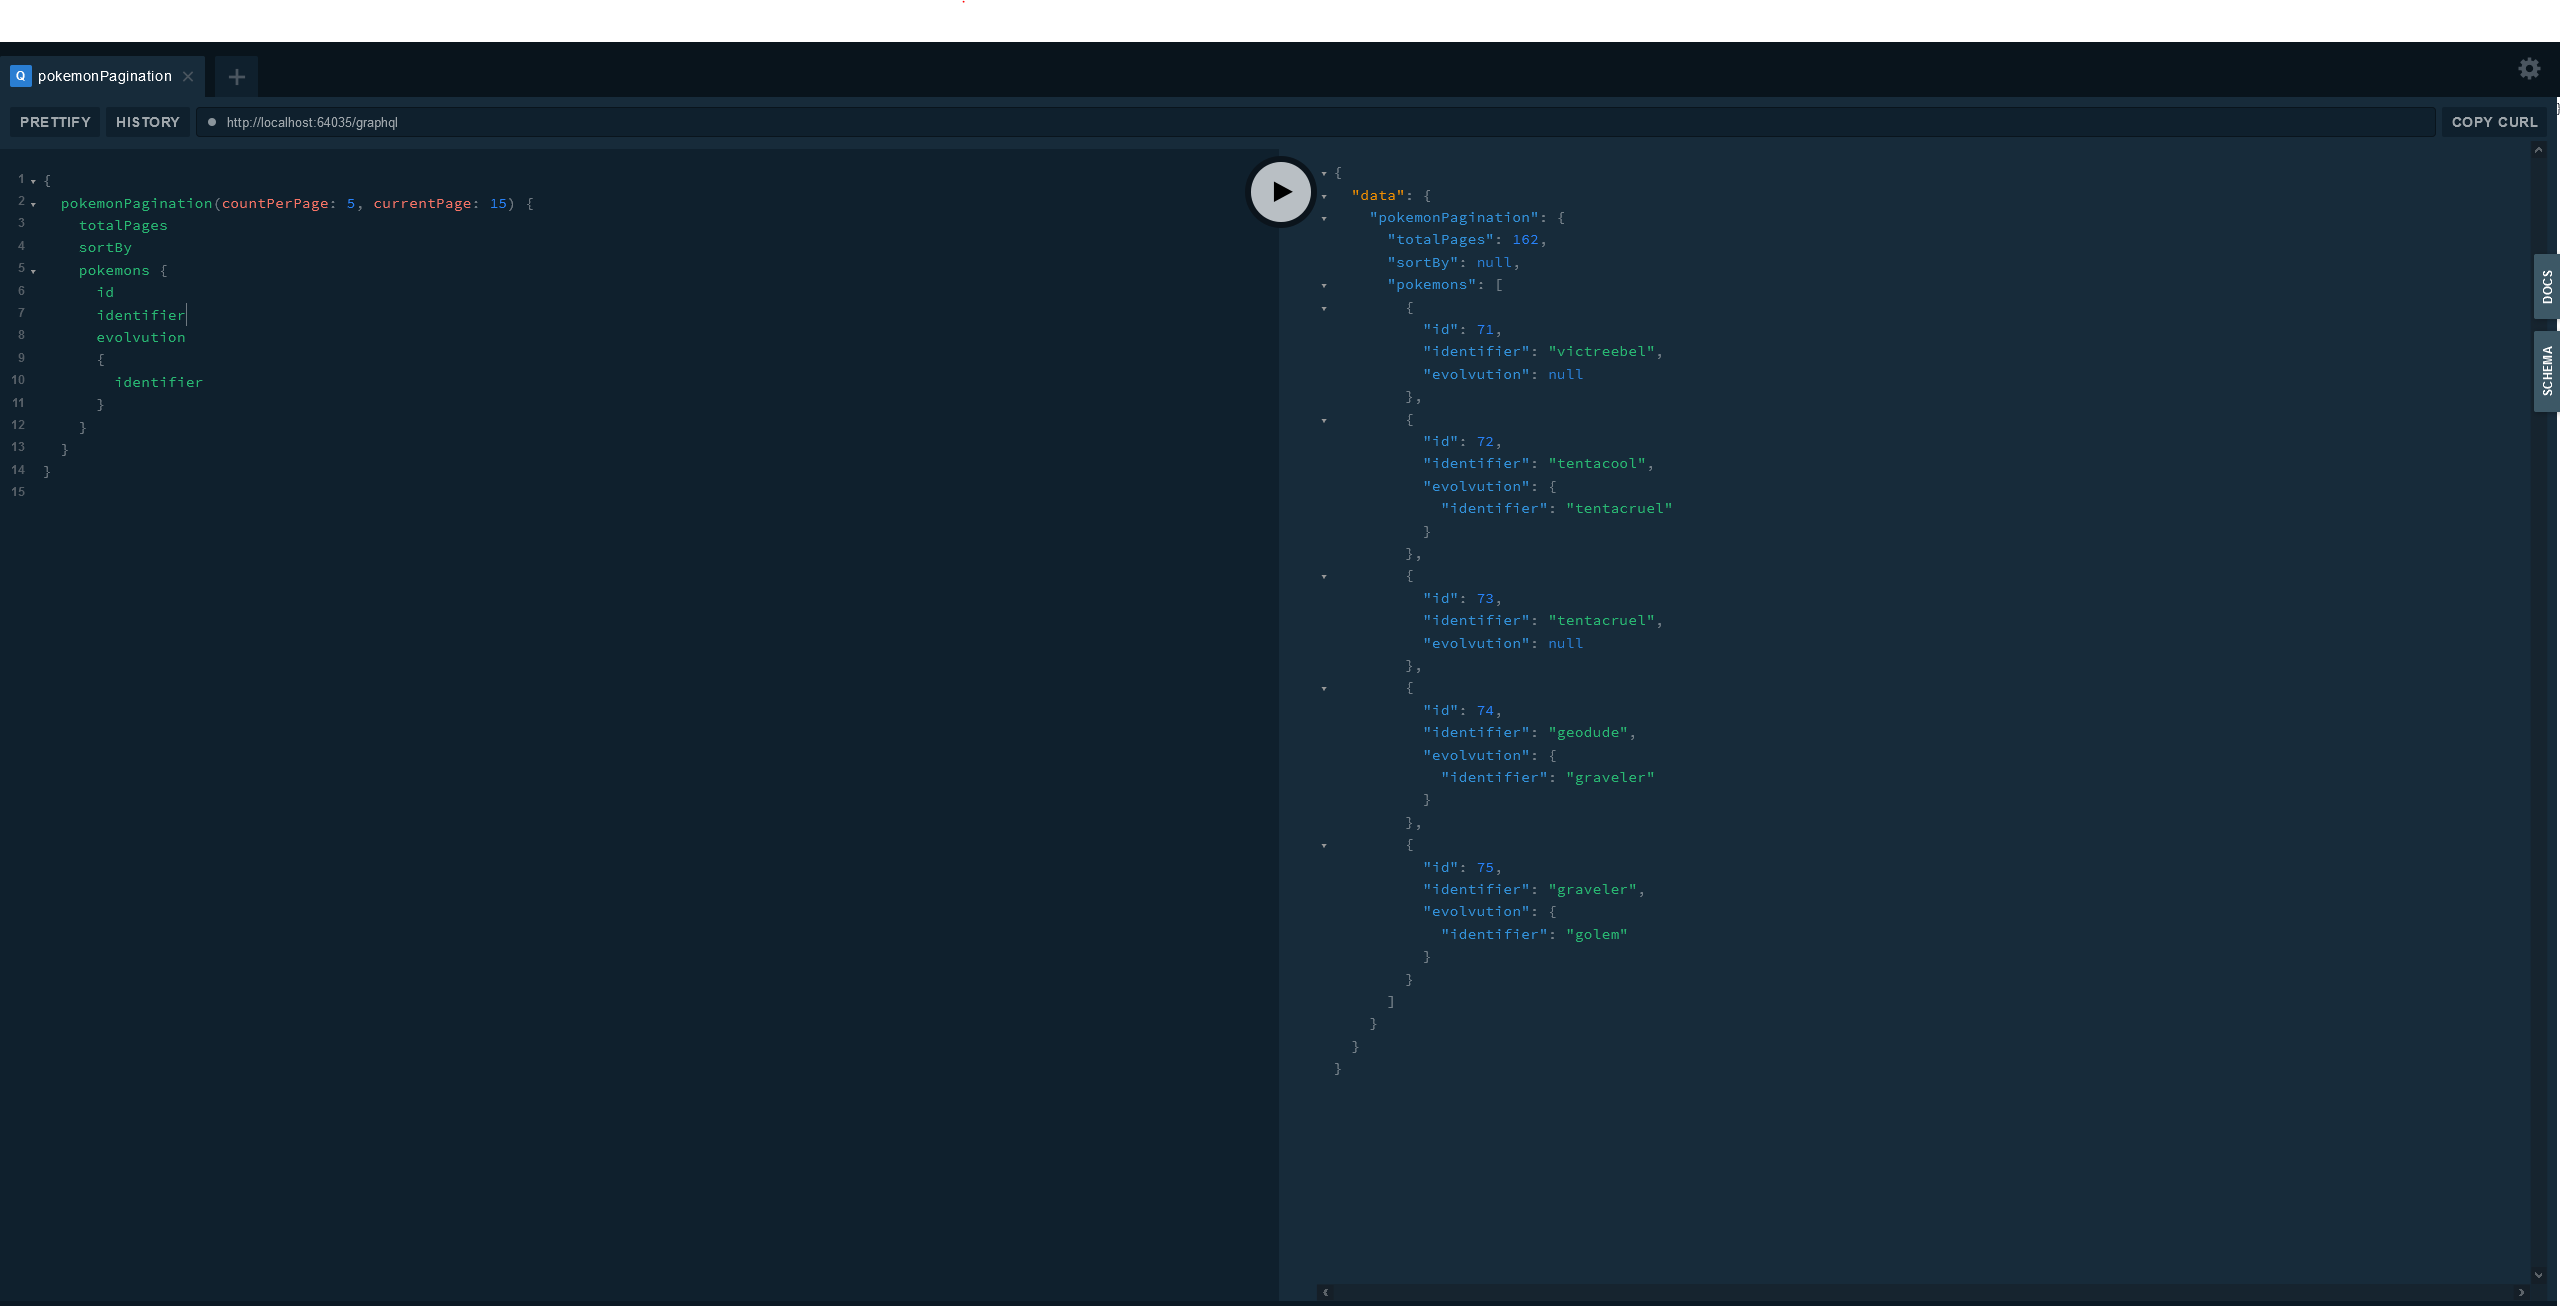 Q pokemonPagination
PRETTIFY HISTORY http://localhost:64035/graphql COPY CURL
1 {
2 pokemonPagination(countPerPage: 5, currentPage: 15) {
3 totalPages
4 sortBy
5 pokemons {
6 id
7 identifier
8 evolvution
9 {
10 identifier
11 }
12 }
13 }
14 }
15
{
"data": {
"pokemonPagination": {
"totalPages": 162,
"sortBy": null,
"pokemons": [
{
"id": 71,
"identifier": "victreebel",
"evolvution": null
},
{
"id": 72,
"identifier": "tentacool",
"evolvution": {
"identifier": "tentacruel"
}
},
{
"id": 73,
"identifier": "tentacruel",
"evolvution": null
},
{
"id": 74,
"identifier": "geodude",
"evolvution": {
"identifier": "graveler"
}
},
{
"id": 75,
"identifier": "graveler",
"evolvution": {
"identifier": "golem"
}
}
]
}
}
}
DOCS
SCHEMA